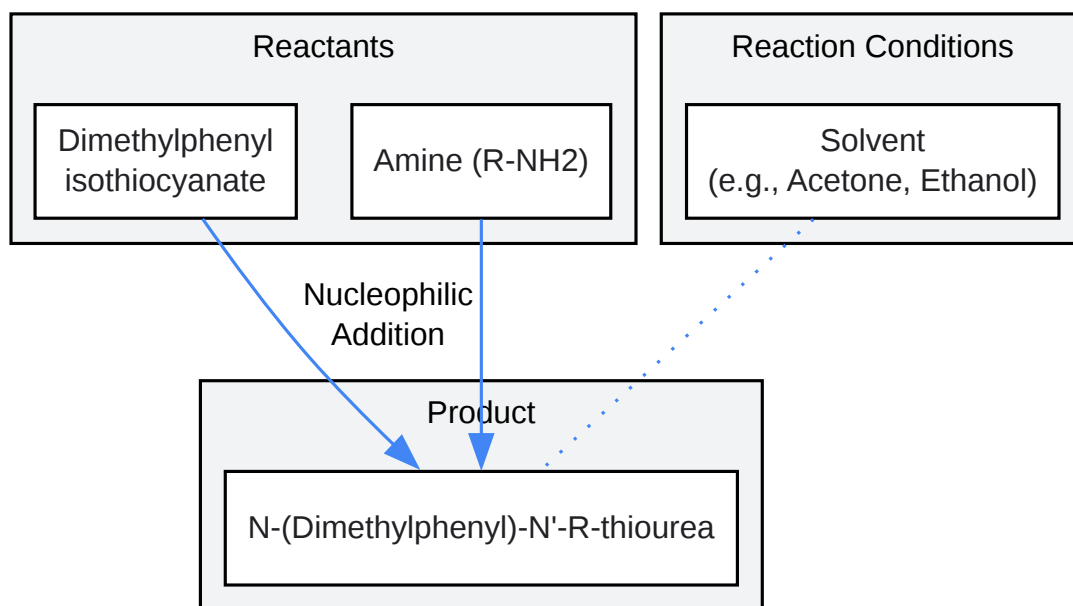 Reactants
Reaction Conditions
Dimethylphenyl
isothiocyanate
Amine (R-NH2)
Solvent
(e.g., Acetone, Ethanol)
Nucleophilic
Addition
Product
N-(Dimethylphenyl)-N'-R-thiourea